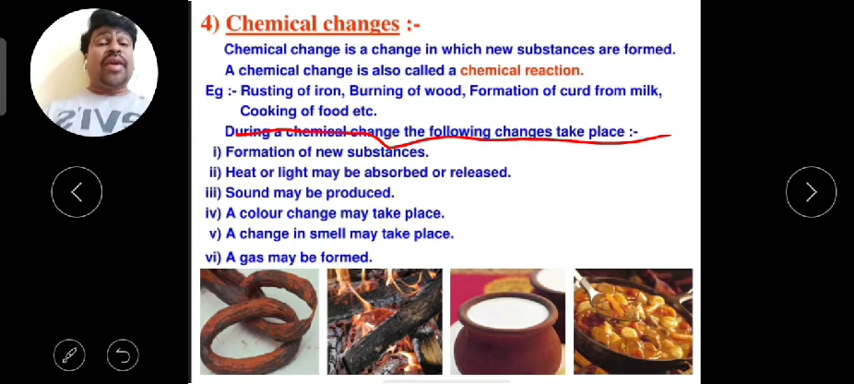 4) Chemical changes :-
Chemical change is a change in which new substances are formed.
A chemical change is also called a chemical reaction.
Eg :- Rusting of iron, Burning of wood, Formation of curd from milk,
Cooking of food etc.
During a chemical change the following changes take place :-
i) Formation of new substances.
ii) Heat or light may be absorbed or released.
iii) Sound may be produced.
iv) A colour change may take place.
v) A change in smell may take place.
vi) A gas may be formed.